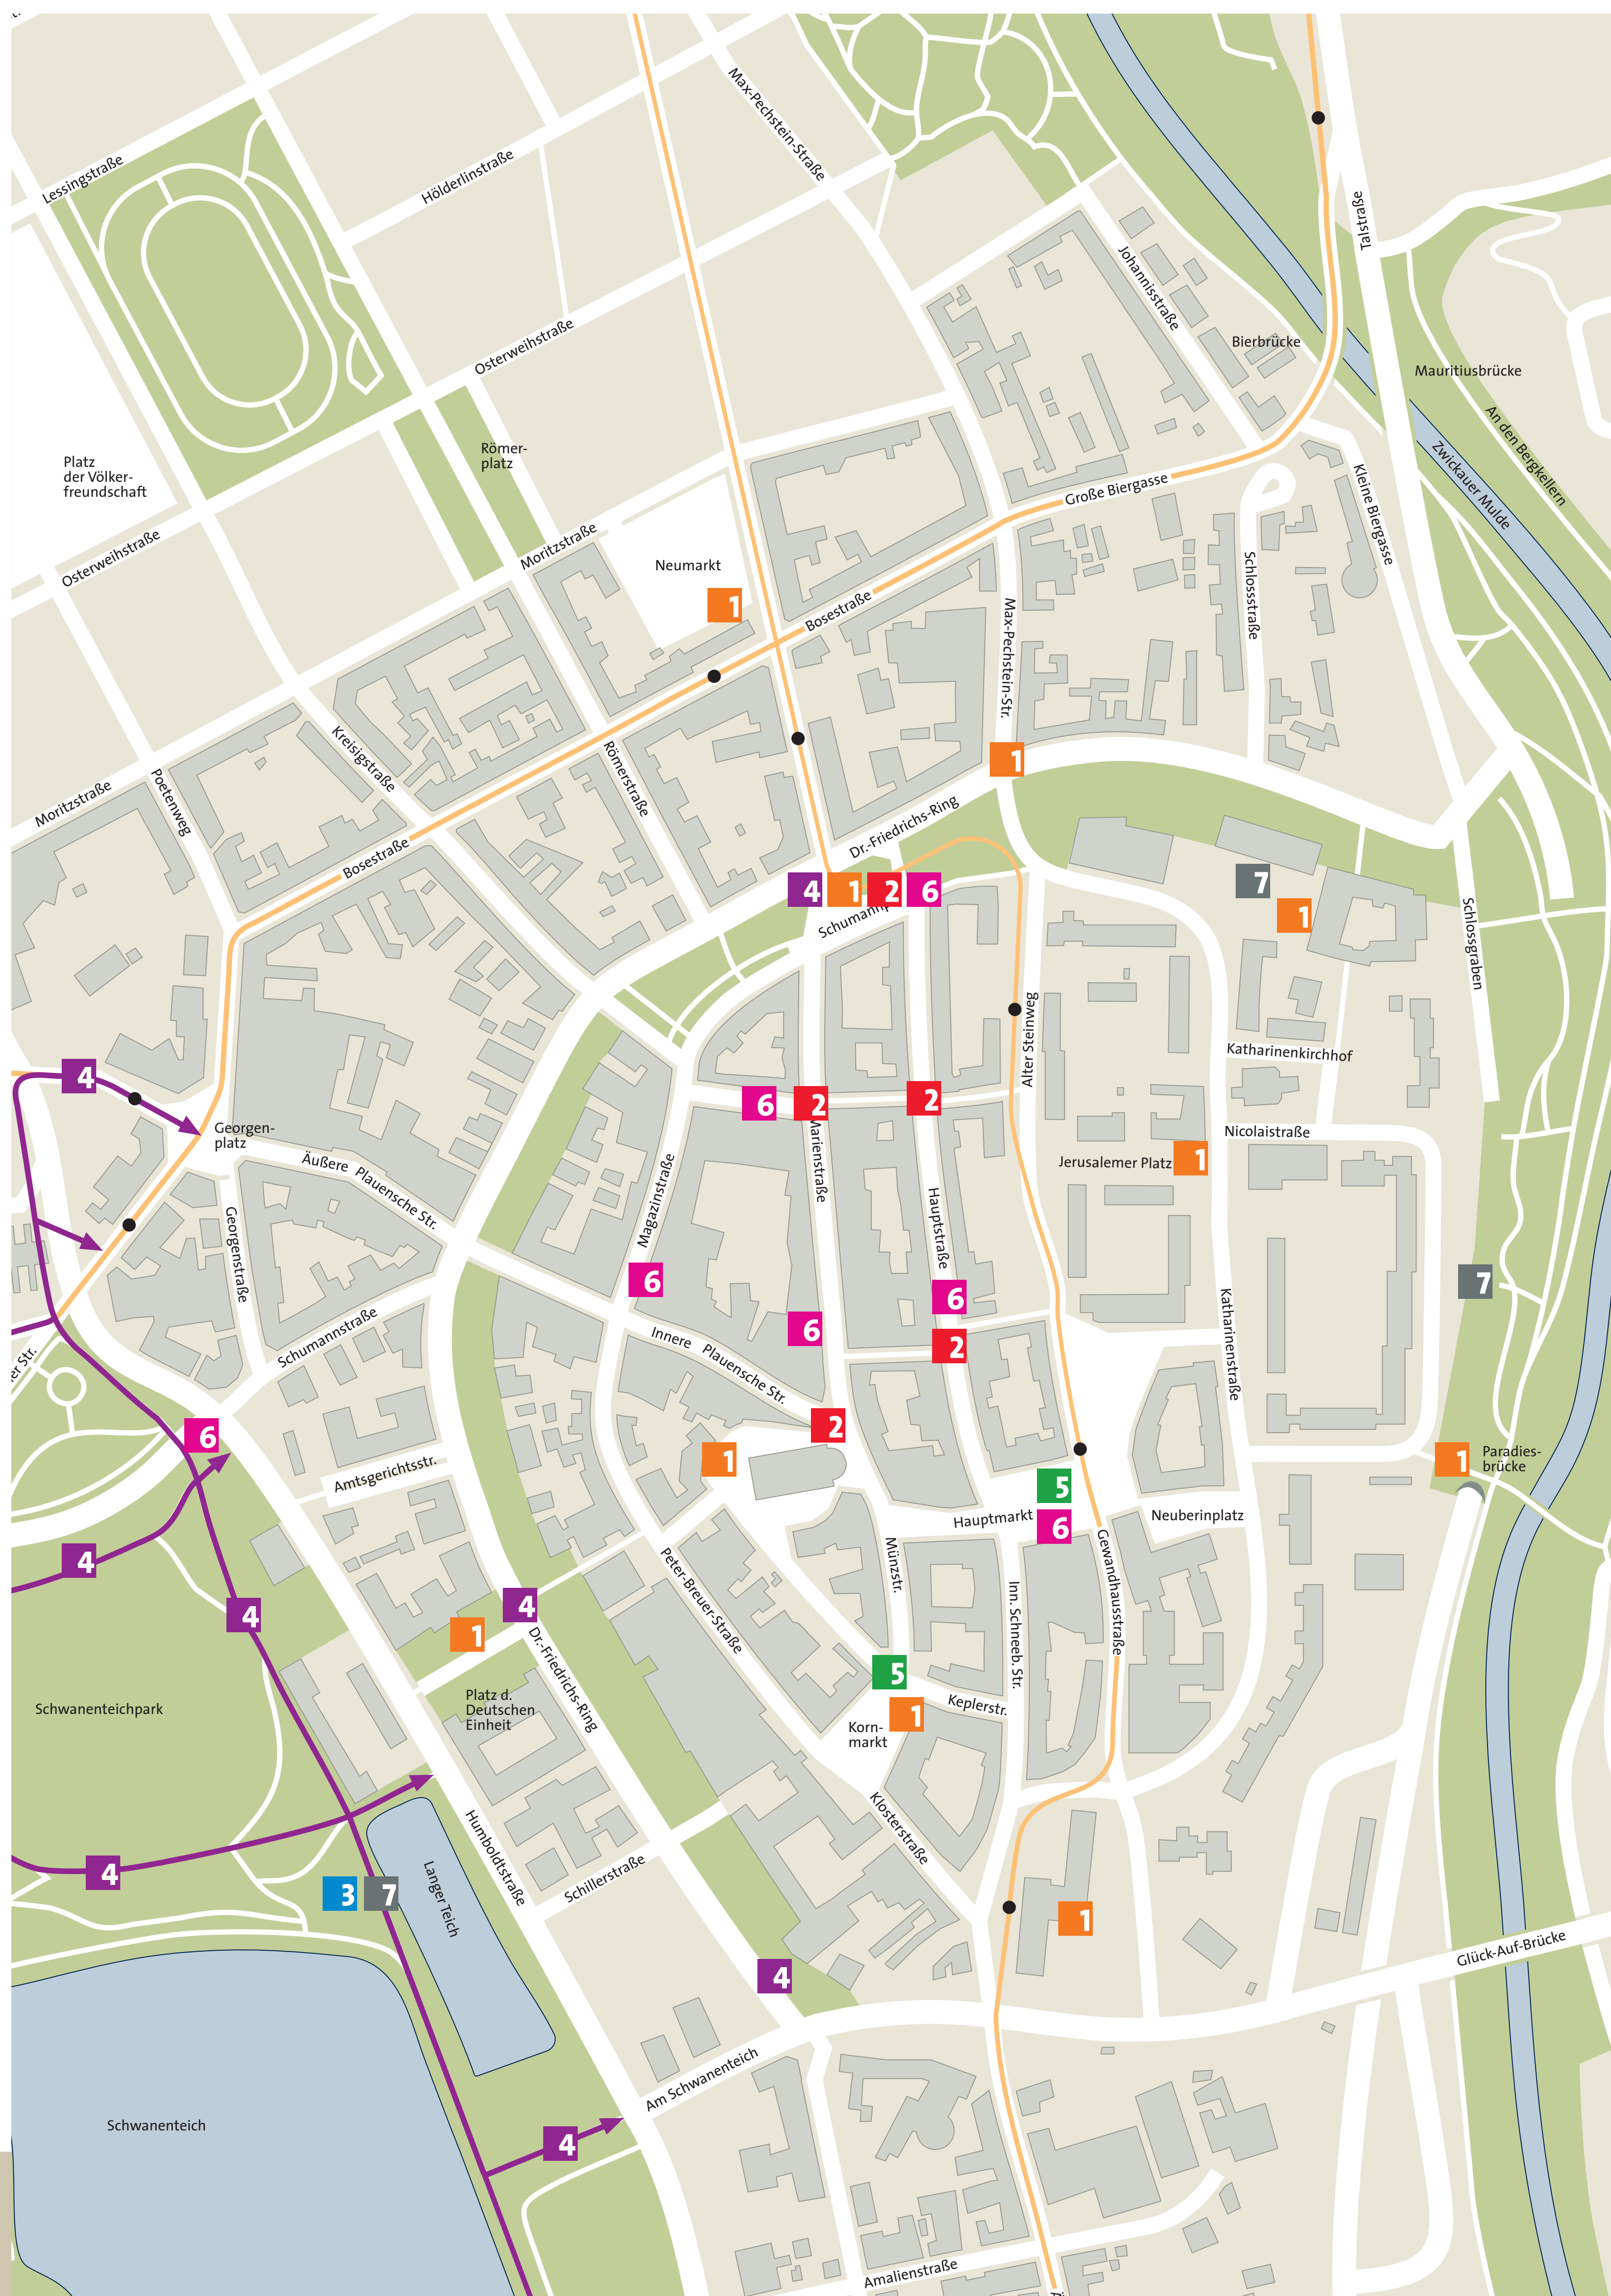 Max-Pechstein-Straße
Lessingstraße
Hölderlinstraße
Talstraße
Johannisstraße
Osterweihstraße
Bierbrücke
Mauritiusbrücke
An den Bergkellern
Römer-
platz
Platz
der Völker-
freundschaft
Zwickauer Mulde
Große Biergasse
Kleine Biergasse
Moritzstraße
Osterweihstraße
Neumarkt
1
Bosestraße
Schlossstraße
Max-Pechstein-Str.
Kreisigstraße
Römerstraße
1
Poetenweg
Moritzstraße
Dr.-Friedrichs-Ring
Bosestraße
4
1
2
6
7
1
Schlossgraben
Alter Steinweg
Katharinenkirchhof
4
6
2
2
Georgen-
platz
Nicolaistraße
Marienstraße
Jerusalemer Platz
1
Äußere Plauensche Str.
Magazinstraße
Hauptstraße
Georgenstraße
6
7
6
6
Schumannstraße
Innere Plauensche Str.
2
Katharinenstraße
er Str.
6
2
1
1
Paradies-
brücke
Amtsgerichtsstr.
5
Hauptmarkt
6
Neuberinplatz
4
Münzstr.
Gewandhausstraße
Peter-Breuer-Straße
Inn. Schneeb. Str.
4
4
1
Dr.-Friedrichs-Ring
5
Platz d.
Deutschen
Einheit
Schwanenteichpark
Keplerstr.
1
Korn-
markt
Klosterstraße
Humboldtstraße
4
Schillerstraße
3
7
Langer Teich
1
Glück-Auf-Brücke
4
Am Schwanenteich
Schwanenteich
4
Amalienstraße